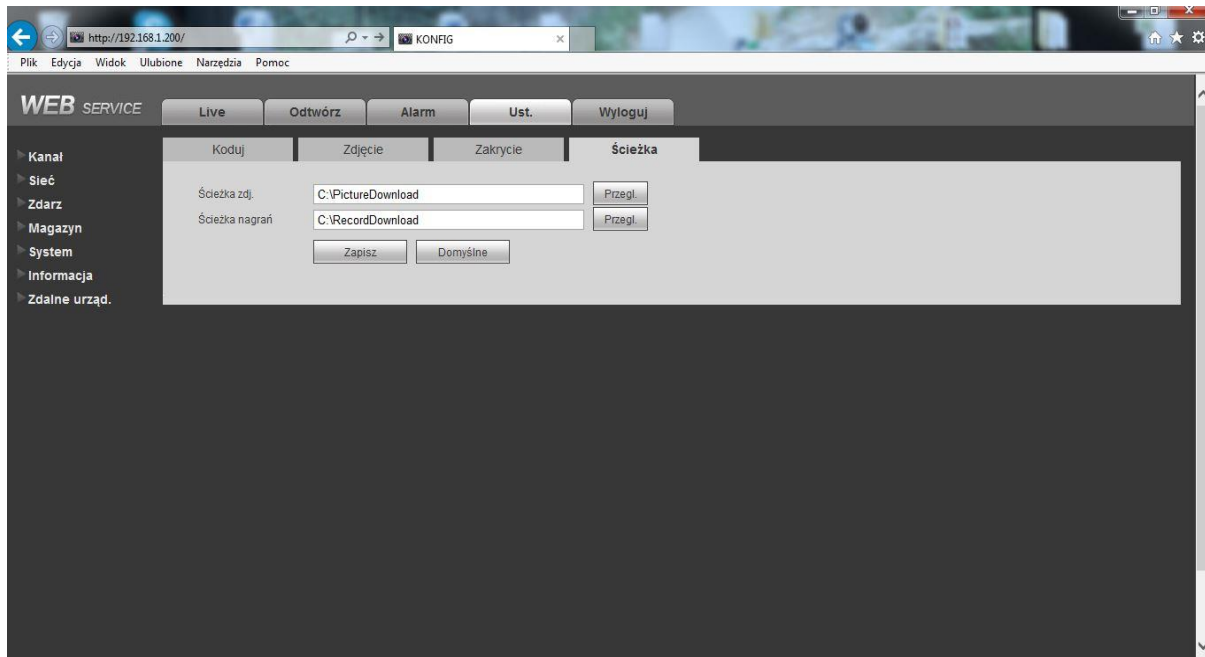 http://192.168.1.200/ KONFIG
Plik Edycja Widok Ulubione Narzędzia Pomoc
WEB SERVICE Live Odtwórz Alarm Ust. Wyloguj
Koduj Zdjęcie Zakrycie Ścieżka
Kanał
Sieć
Zdarz
Magazyn
System
Informacja
Zdalne urząd.
Ścieżka zdj. C:\PictureDownload Przegl.
Ścieżka nagrań C:\RecordDownload Przegl.
Zapisz Domyślne